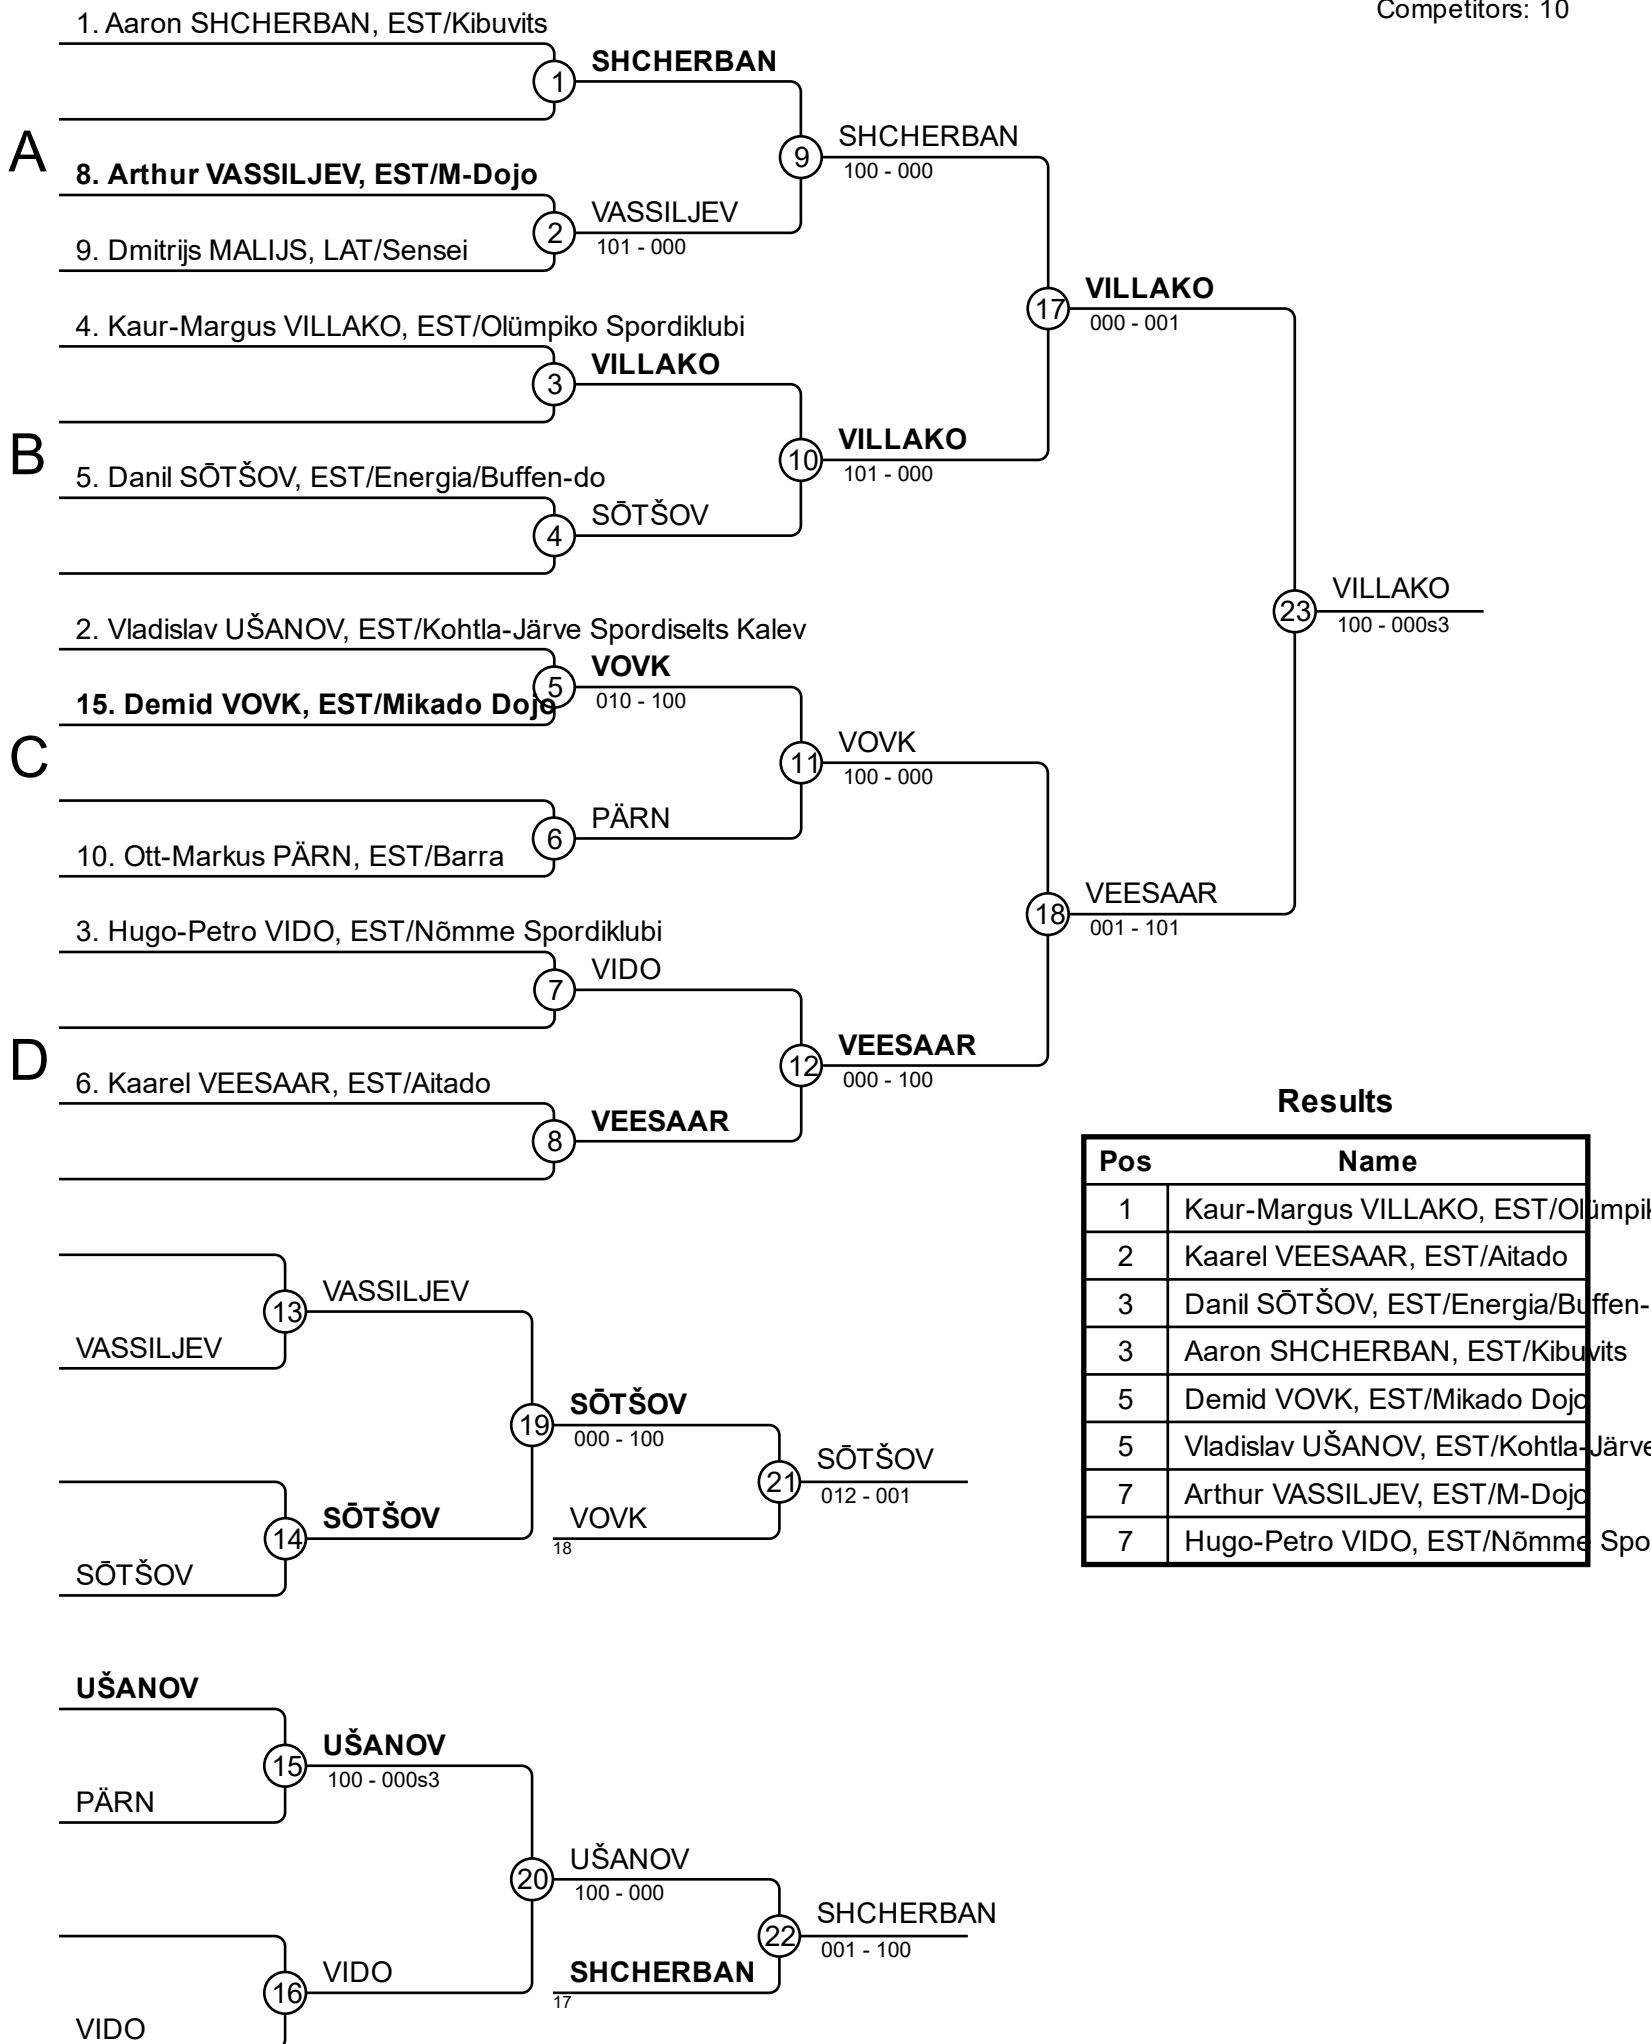 Competitors: 10
1. Aaron SHCHERBAN, EST/Kibuvits
SHCHERBAN
1
SHCHERBAN
9
100 - 000
A
8. Arthur VASSILJEV, EST/M-Dojo
VASSILJEV
2
101 - 000
9. Dmitrijs MALIJS, LAT/Sensei
VILLAKO
17
000 - 001
4. Kaur-Margus VILLAKO, EST/Olümpiko Spordiklubi
VILLAKO
3
VILLAKO
10
101 - 000
B
5. Danil SŌTŠOV, EST/Energia/Buffen-do
SŌTŠOV
4
VILLAKO
23
100 - 000s3
2. Vladislav UŠANOV, EST/Kohtla-Järve Spordiselts Kalev
VOVK
5
010 - 100
15. Demid VOVK, EST/Mikado Dojo
VOVK
11
100 - 000
C
PÄRN
6
10. Ott-Markus PÄRN, EST/Barra
VEESAAR
18
001 - 101
3. Hugo-Petro VIDO, EST/Nõmme Spordiklubi
VIDO
7
VEESAAR
12
000 - 100
D
6. Kaarel VEESAAR, EST/Aitado
VEESAAR
8
Results
Pos Name
1 Kaur-Margus VILLAKO, EST/Olümpik
2 Kaarel VEESAAR, EST/Aitado
3 Danil SŌTŠOV, EST/Energia/Buffen-
3 Aaron SHCHERBAN, EST/Kibuvits
5 Demid VOVK, EST/Mikado Dojo
5 Vladislav UŠANOV, EST/Kohtla-Järve
7 Arthur VASSILJEV, EST/M-Dojo
7 Hugo-Petro VIDO, EST/Nõmme Spo
VASSILJEV
13
VASSILJEV
SŌTŠOV
19
000 - 100
SŌTŠOV
21
012 - 001
SŌTŠOV
14
VOVK
18
SŌTŠOV
UŠANOV
UŠANOV
15
100 - 000s3
PÄRN
UŠANOV
20
100 - 000
SHCHERBAN
22
001 - 100
VIDO
16
SHCHERBAN
17
VIDO